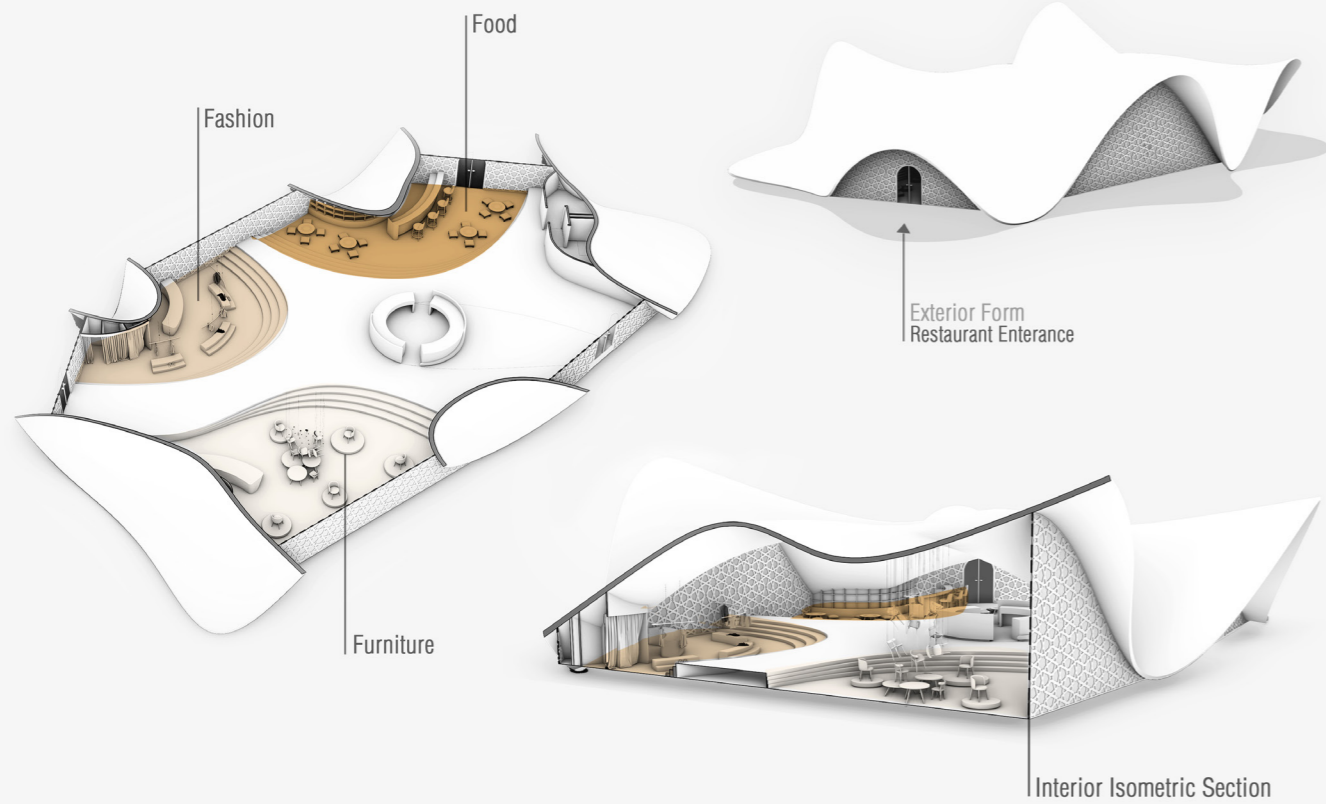 Food
Fashion
Exterior Form
Restaurant Enterance
Furniture
Interior Isometric Section